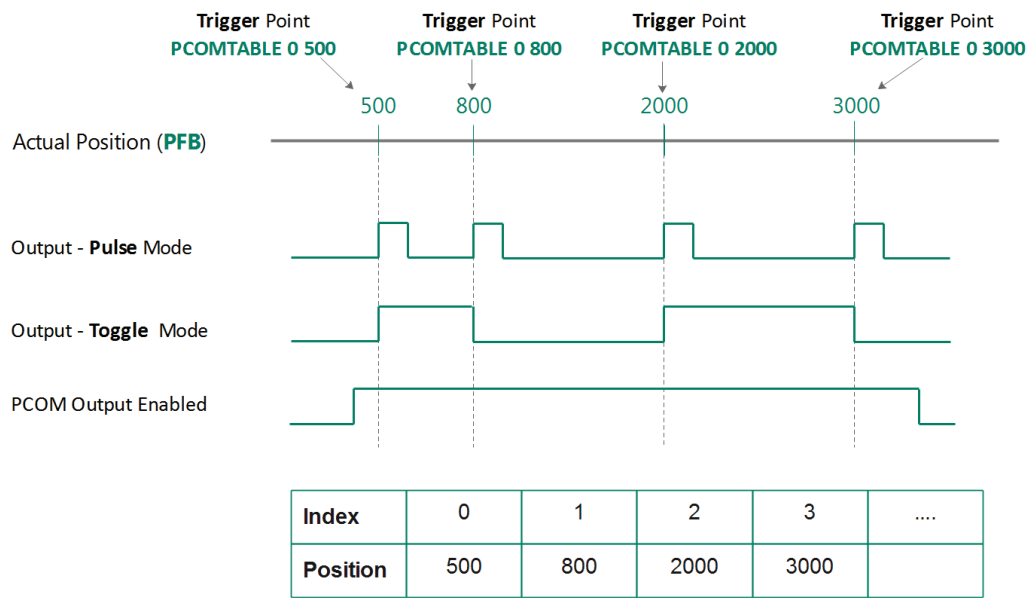 Trigger Point Trigger Point Trigger Point Trigger Point
PCOMTABLE 0 500 PCOMTABLE 0 800 PCOMTABLE 0 2000 PCOMTABLE 0 3000
500 800 2000 3000
Actual Position (PFB)
Output - Pulse Mode
Output - Toggle Mode
PCOM Output Enabled
Index 0 1 2 3 ....
Position 500 800 2000 3000